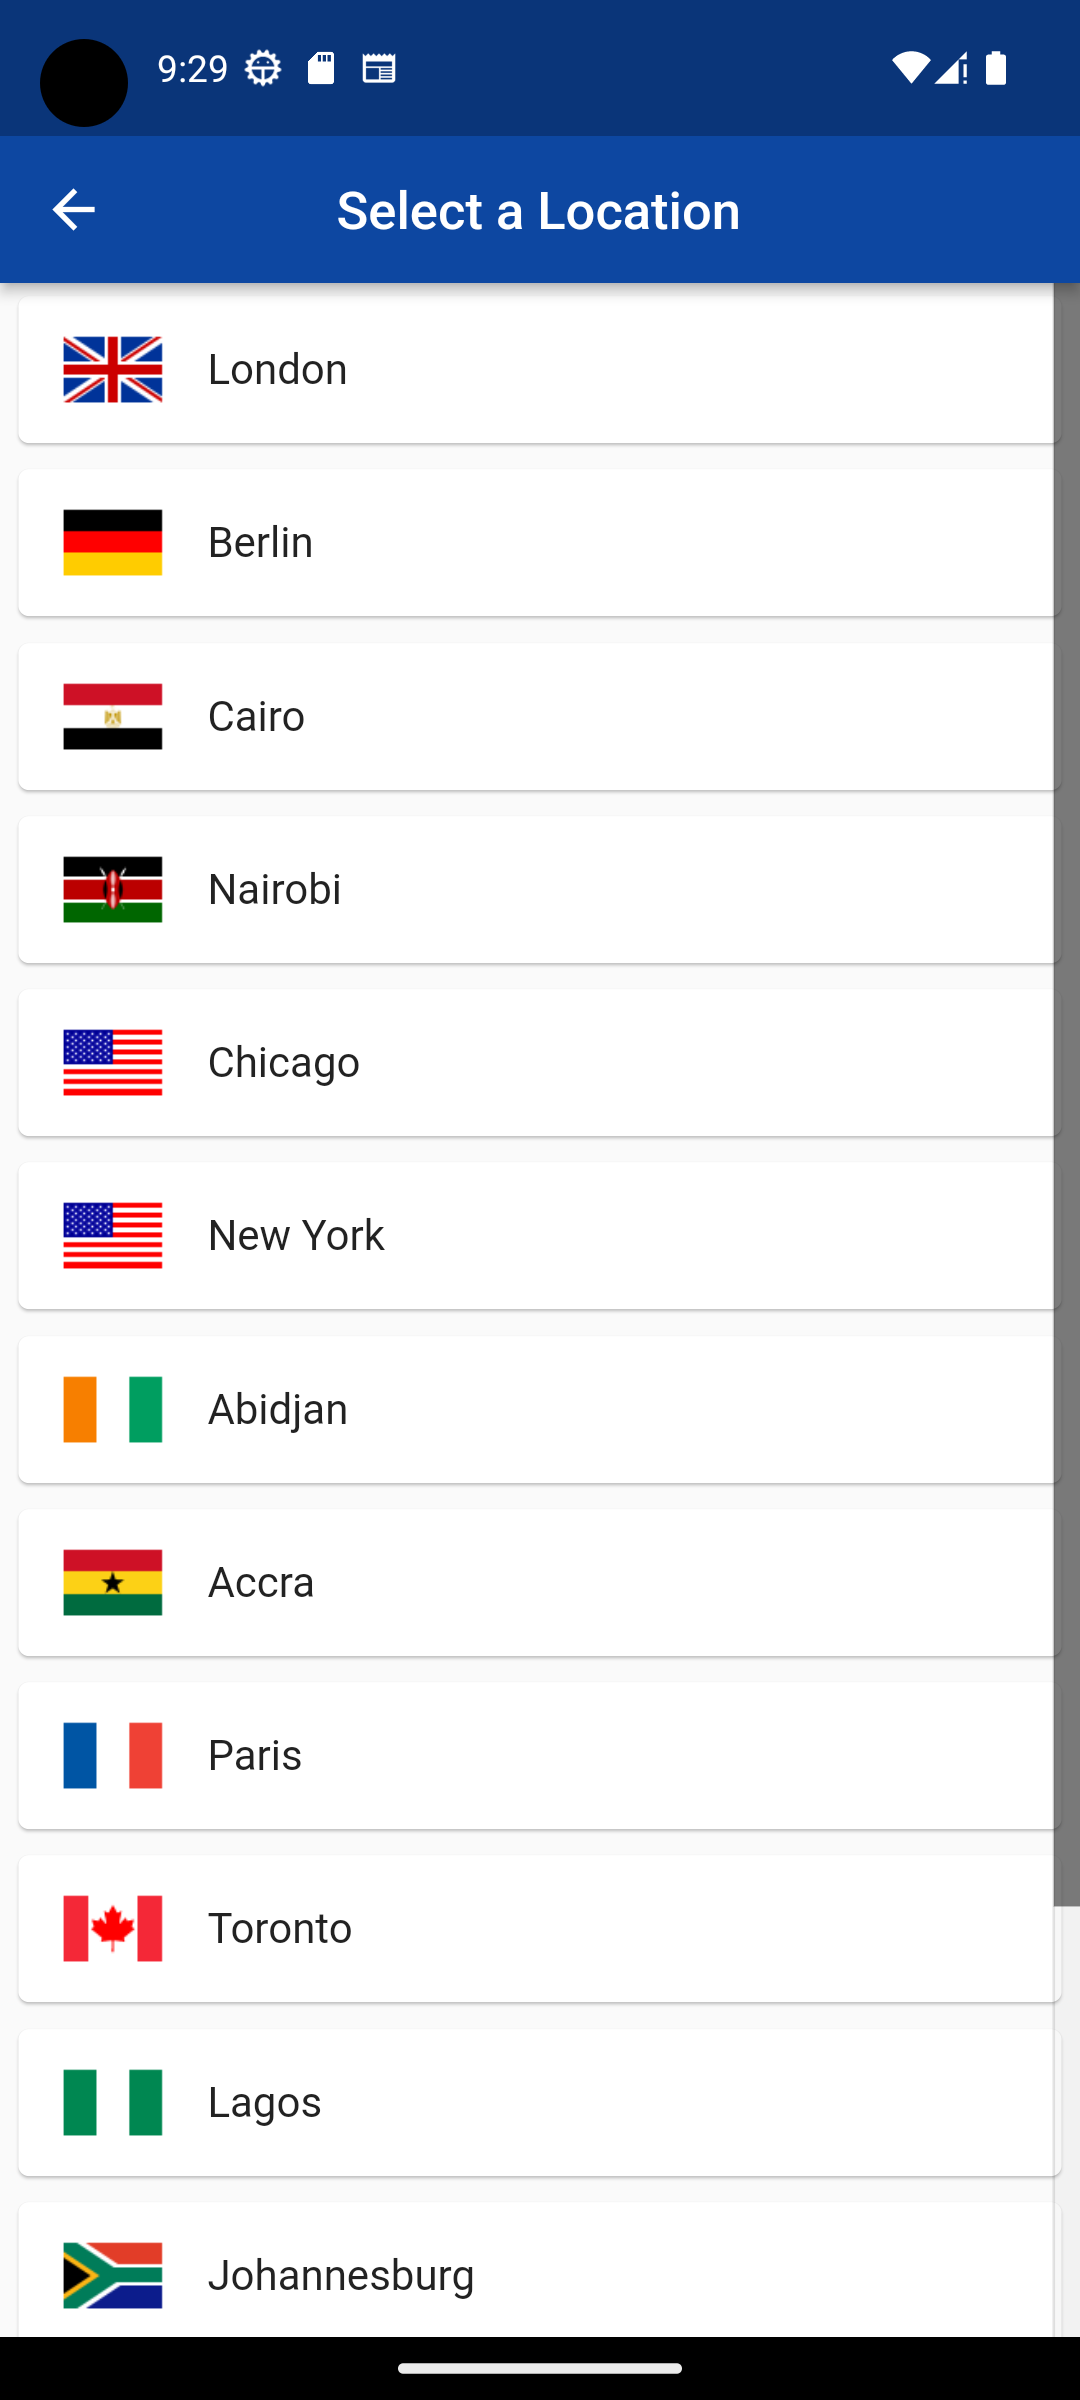 9:29
Select a Location
London
Berlin
Cairo
Nairobi
Chicago
New York
Abidjan
Accra
Paris
Toronto
Lagos
Johannesburg